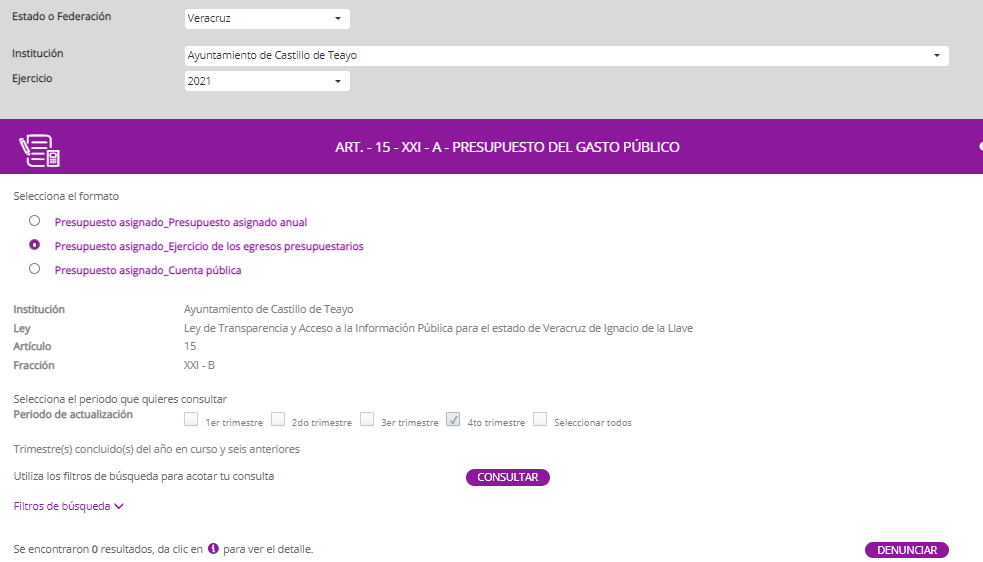 Estado o Federación Veracruz
Institución Ayuntamiento de Castillo de Teayo
Ejercicio 2021
ART. - 15 - XXI - A - PRESUPUESTO DEL GASTO PÚBLICO
Selecciona el formato
Presupuesto asignado_Presupuesto asignado anual
Presupuesto asignado_Ejercicio de los egresos presupuestarios
Presupuesto asignado_Cuenta pública
Institución Ayuntamiento de Castillo de Teayo
Ley Ley de Transparencia y Acceso a la Información Pública para el estado de Veracruz de Ignacio de la Llave
Artículo 15
Fracción XXI - B
Selecciona el periodo que quieres consultar
Periodo de actualización 1er trimestre 2do trimestre 3er trimestre 4to trimestre Seleccionar todos
Trimestre(s) concluido(s) del año en curso y seis anteriores
Utiliza los filtros de búsqueda para acotar tu consulta CONSULTAR
Filtros de búsqueda
Se encontraron 0 resultados, da clic en i para ver el detalle. DENUNCIAR